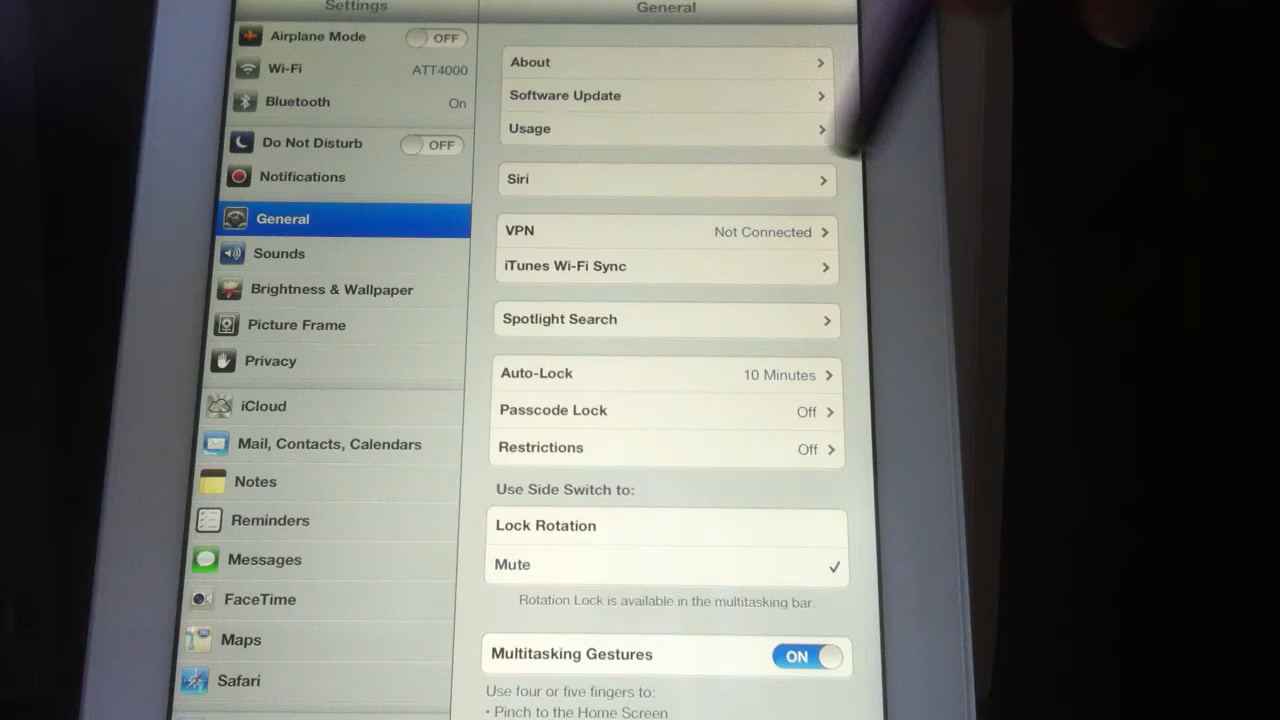 Settings
Airplane Mode OFF
Wi-Fi ATT4000
Bluetooth On
Do Not Disturb OFF
Notifications
General
Sounds
Brightness & Wallpaper
Picture Frame
Privacy
iCloud
Mail, Contacts, Calendars
Notes
Reminders
Messages
FaceTime
Maps
Safari
General
About
Software Update
Usage
Siri
VPN Not Connected
iTunes Wi-Fi Sync
Spotlight Search
Auto-Lock 10 Minutes
Passcode Lock Off
Restrictions Off
Use Side Switch to:
Lock Rotation
Mute
Rotation Lock is available in the multitasking bar.
Multitasking Gestures ON
Use four or five fingers to:
• Pinch to the Home Screen